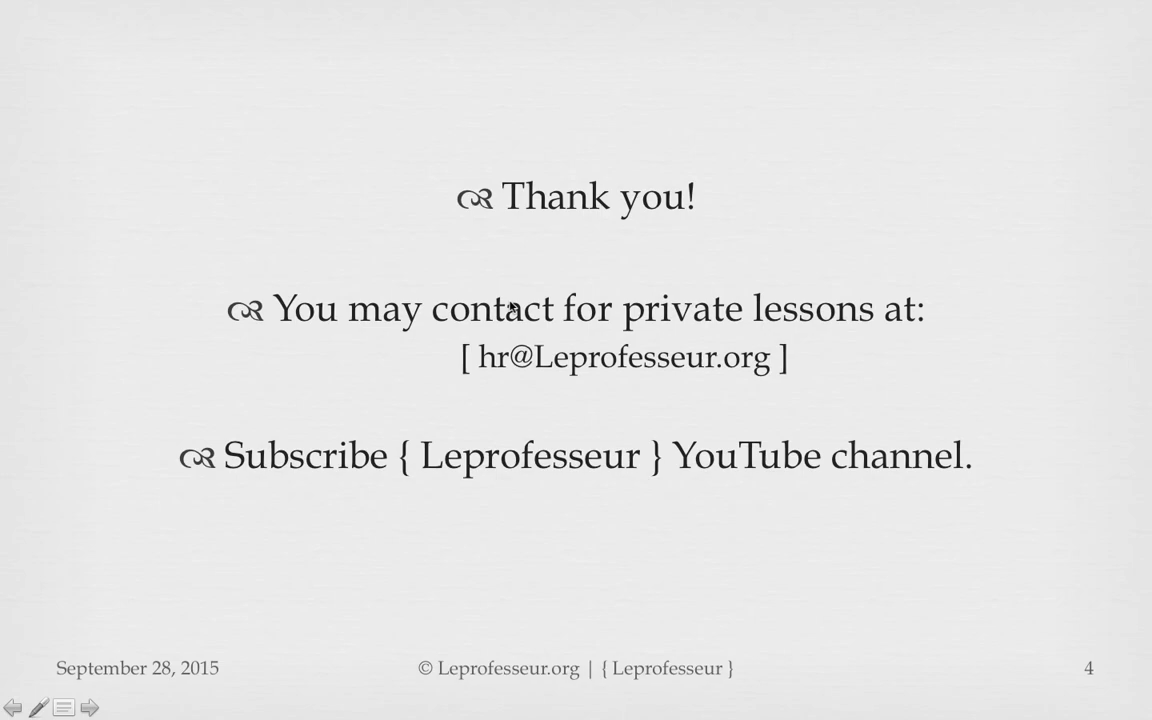 Thank you!
You may contact for private lessons at:
[ hr@Leprofesseur.org ]
Subscribe { Leprofesseur } YouTube channel.
September 28, 2015 © Leprofesseur.org | { Leprofesseur } 4